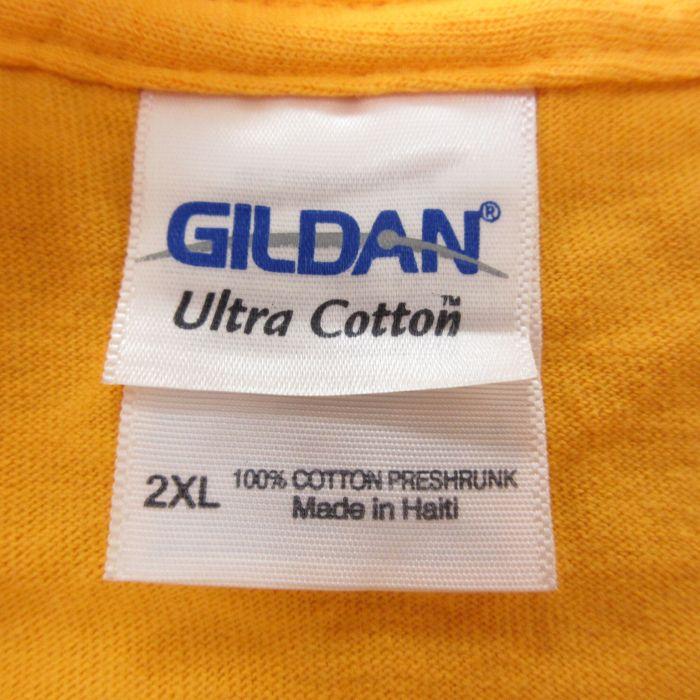 GILDAN®
Ultra Cotton™
2XL
100% COTTON PRESHRUNK
Made in Haiti